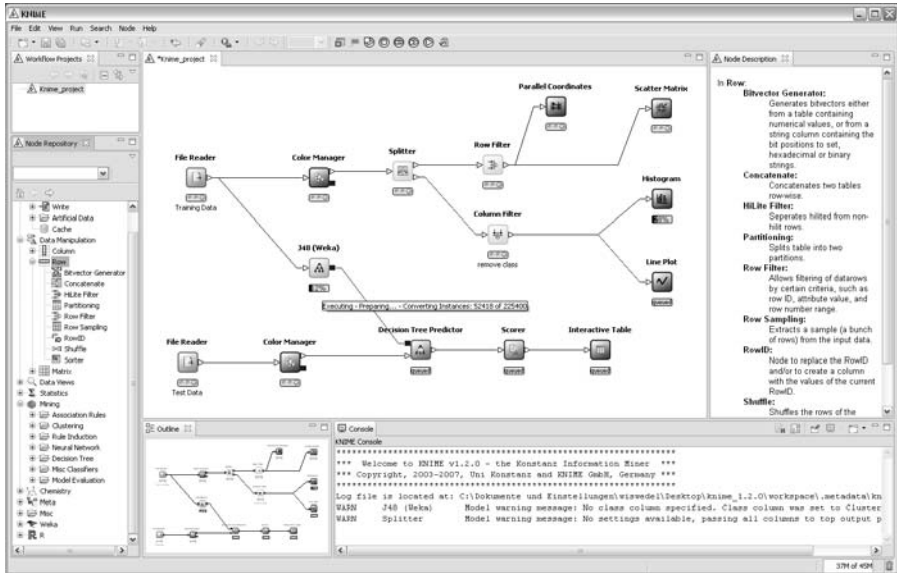 KNIME
File Edit View Run Search Node Help
Workflow Projects
Knime_project
Node Repository
Write
Artificial Data
Cache
Data Manipulation
Column
Row
Bitvector Generator
Concatenate
HiLite Filter
Partitioning
Row Filter
Row Sampling
RowID
Shuffle
Sorter
Matrix
Data Views
Statistics
Mining
Association Rules
Clustering
Rule Induction
Neural Network
Decision Tree
Misc Classifiers
Model Evaluation
Chemistry
Meta
Misc
Weka
R
*Knime_project
Parallel Coordinates
Scatter Matrix
File Reader
Color Manager
Splitter
Row Filter
Training Data
Histogram
Column Filter
remove class
J48 (Weka)
Line Plot
queued
Executing - Preparing... - Converting Instances: 52418 of 225400
File Reader
Color Manager
Decision Tree Predictor
Scorer
Interactive Table
queued
queued
queued
Test Data
Node Description
In Row:
Bitvector Generator:
Generates bitvectors either
from a table containing
numerical values, or from a
string column containing the
bit positions to set,
hexadecimal or binary
strings.
Concatenate:
Concatenates two tables
row-wise.
HiLite Filter:
Seperates hilited from non-
hilit rows.
Partitioning:
Splits table into two
partitions.
Row Filter:
Allows filtering of datarows
by certain criteria, such as
row ID, attribute value, and
row number range.
Row Sampling:
Extracts a sample (a bunch
of rows) from the input data.
RowID:
Node to replace the RowID
and/or to create a column
with the values of the current
RowID.
Shuffle:
Shuffles the rows of the
Outline
Console
KNIME Console
*** Welcome to KNIME v1.2.0 - the Konstanz Information Miner ***
*** Copyright, 2003-2007, Uni Konstanz and KNIME GmbH, Germany ***
Log file is located at: C:\Dokumente und Einstellungen\wiswedel\Desktop\knime_1.2.0\workspace\.metadata\kn
WARN J48 (Weka) Model warning message: No class column specified. Class column was set to Cluster
WARN Splitter Model warning message: No settings available, passing all columns to top output p
37M of 45M